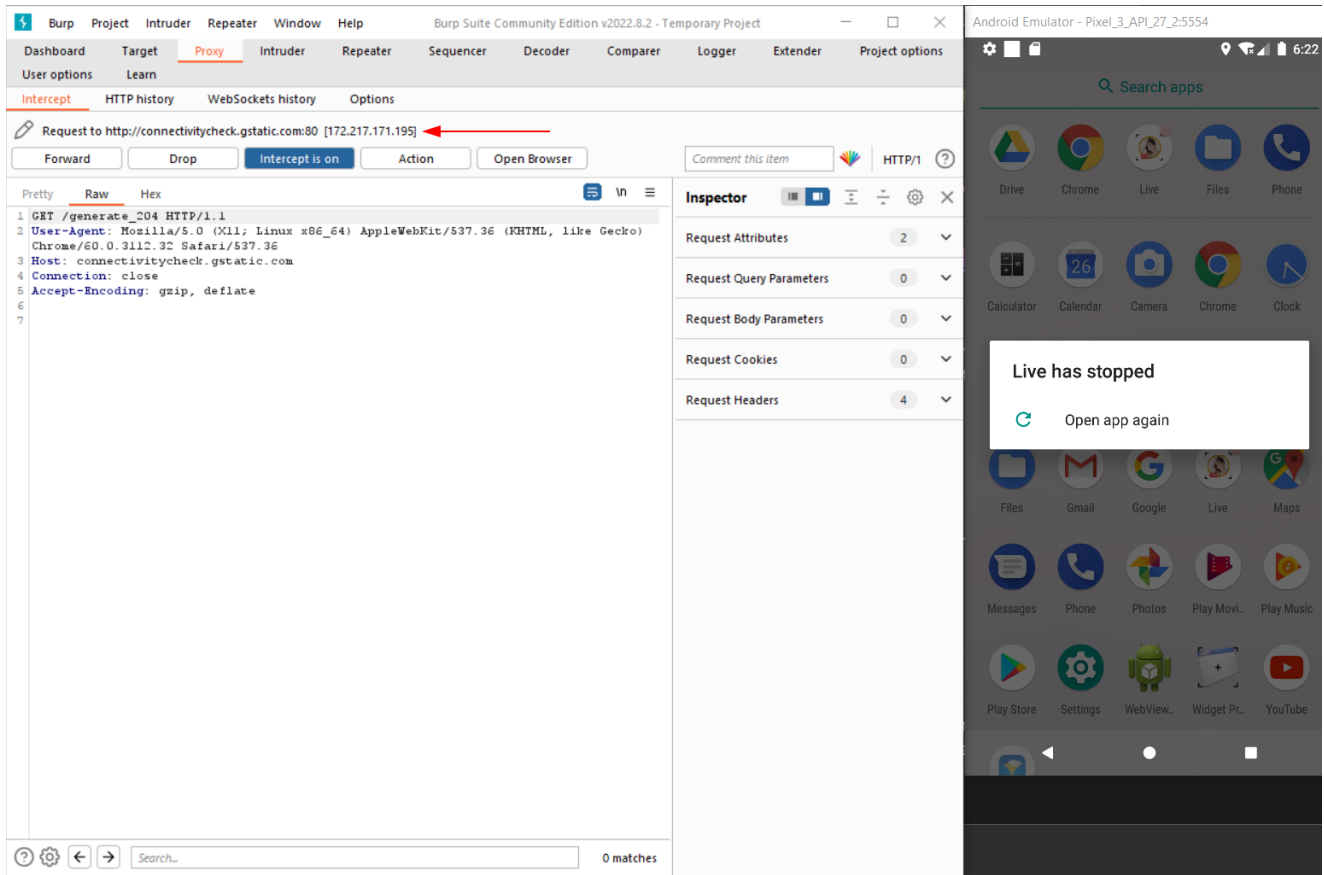 Burp Project Intruder Repeater Window Help Burp Suite Community Edition v2022.8.2 - Temporary Project
Dashboard Target Proxy Intruder Repeater Sequencer Decoder Comparer Logger Extender Project options
User options Learn
Intercept HTTP history WebSockets history Options
Request to http://connectivitycheck.gstatic.com:80 [172.217.171.195]
Forward Drop Intercept is on Action Open Browser Comment this item HTTP/1 ?
Pretty Raw Hex \n
1 GET /generate_204 HTTP/1.1
2 User-Agent: Mozilla/5.0 (X11; Linux x86_64) AppleWebKit/537.36 (KHTML, like Gecko)
Chrome/60.0.3112.32 Safari/537.36
3 Host: connectivitycheck.gstatic.com
4 Connection: close
5 Accept-Encoding: gzip, deflate
6
7
Inspector
Request Attributes 2
Request Query Parameters 0
Request Body Parameters 0
Request Cookies 0
Request Headers 4
? Search... 0 matches
Android Emulator - Pixel_3_API_27_2:5554
6:22
Search apps
Drive Chrome Live Files Phone
26
Calculator Calendar Camera Chrome Clock
Live has stopped
Open app again
Files Gmail Google Live Maps
Messages Phone Photos Play Movi.. Play Music
Play Store Settings WebView.. Widget Pr.. YouTube